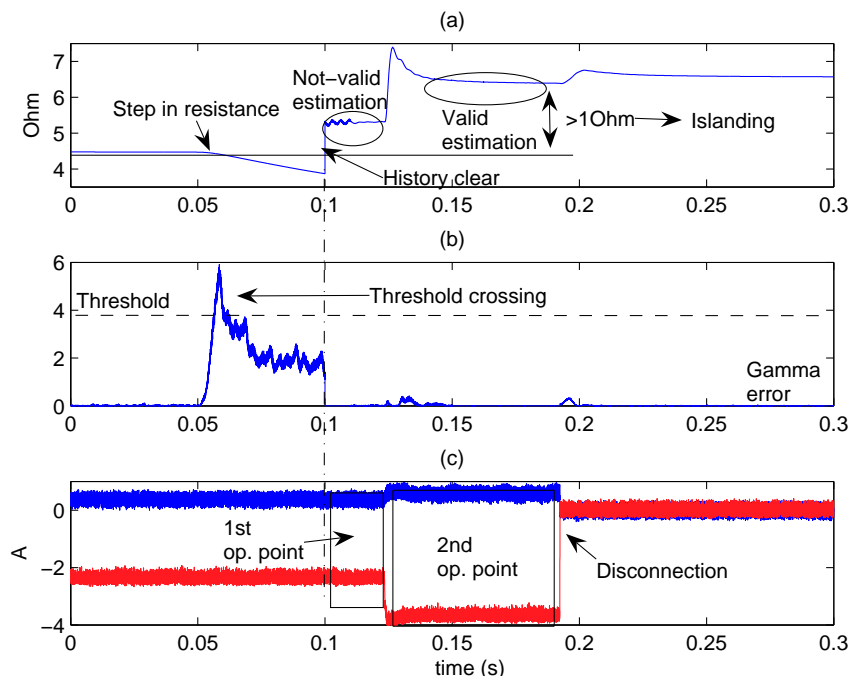 (a)
7
6
5
4
Ohm
Not−valid
estimation
Step in resistance
Valid
estimation
>1Ohm
Islanding
History clear
0
0.05
0.1
0.15
0.2
0.25
0.3
(b)
6
4
2
0
Threshold
Threshold crossing
Gamma
error
0
0.05
0.1
0.15
0.2
0.25
0.3
(c)
0
−2
−4
A
1st
op. point
2nd
op. point
Disconnection
0
0.05
0.1
0.15
0.2
0.25
0.3
time (s)